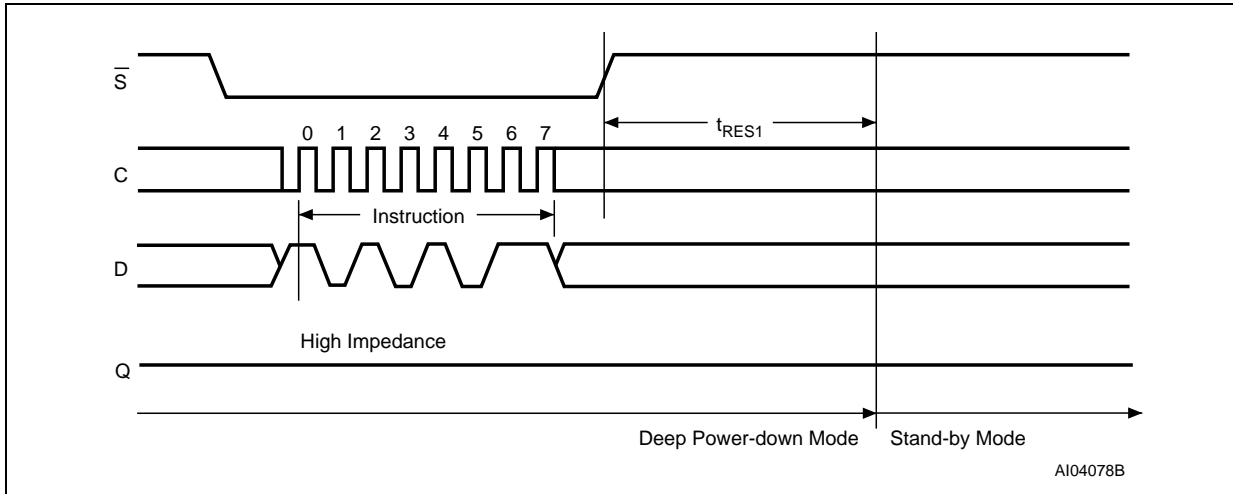 S̅
tRES1
0 1 2 3 4 5 6 7
C
Instruction
D
High Impedance
Q
Deep Power-down Mode Stand-by Mode
AI04078B